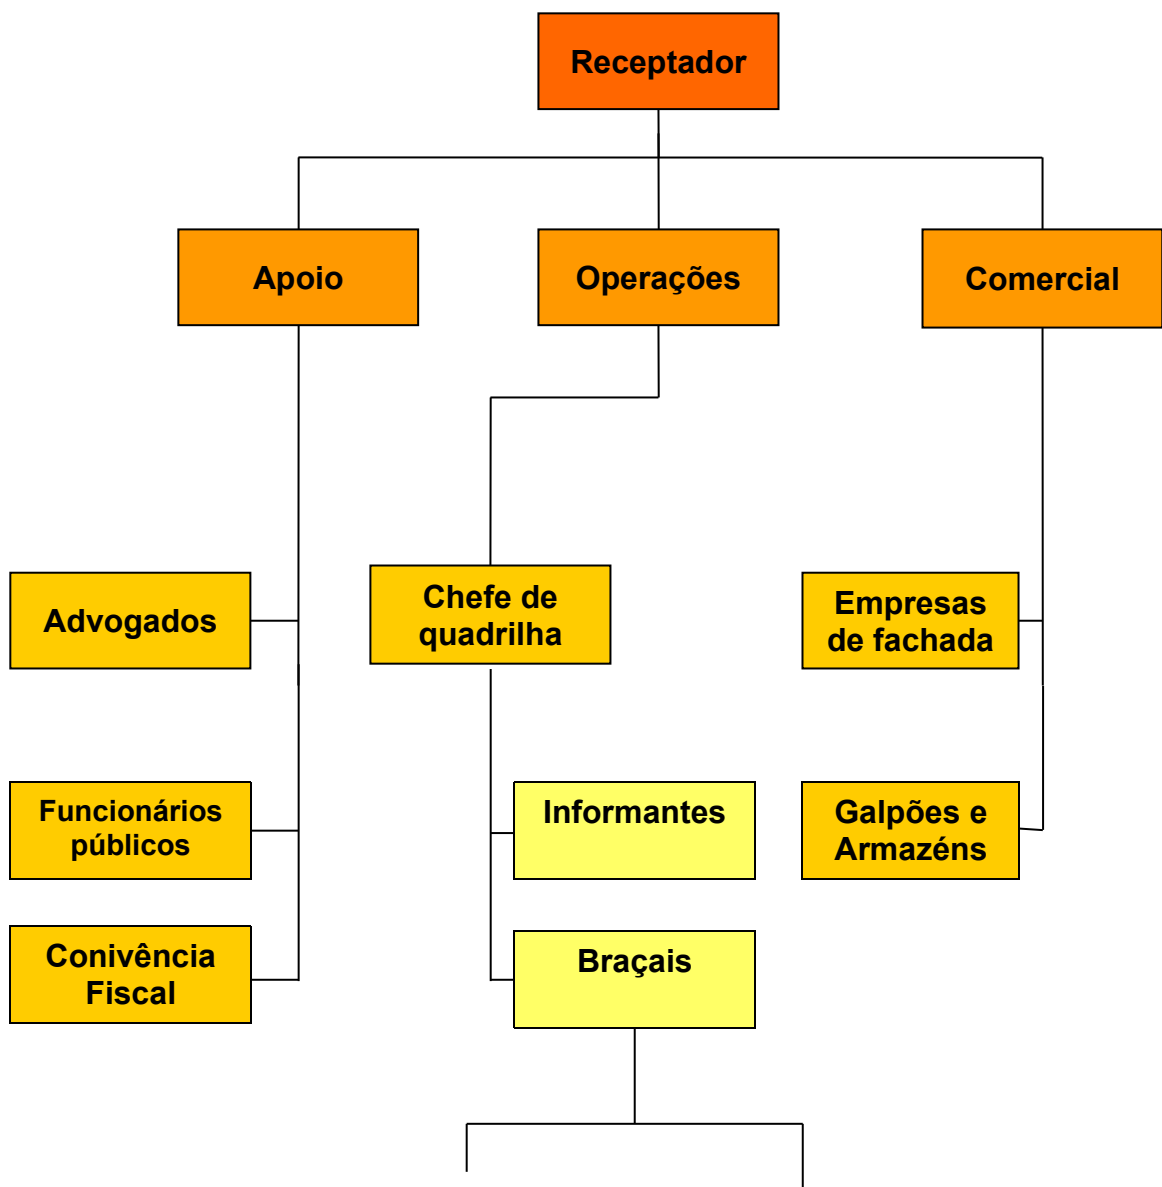 Receptador
Apoio
Operações
Comercial
Advogados
Chefe de
quadrilha
Empresas
de fachada
Funcionários
públicos
Informantes
Galpões e
Armazéns
Conivência
Fiscal
Braçais